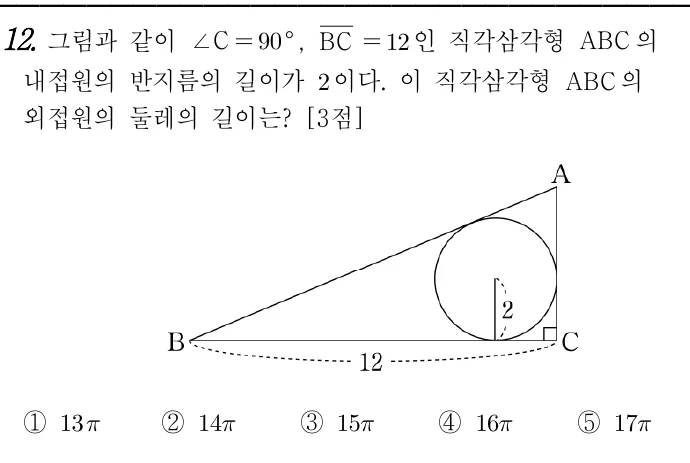 12. 그림과 같이 ∠C=90°, B̅C̅=12인 직각삼각형 ABC의
내접원의 반지름의 길이가 2이다. 이 직각삼각형 ABC의
외접원의 둘레의 길이는? [3점]
A
2
B
C
12
① 13π ② 14π ③ 15π ④ 16π ⑤ 17π